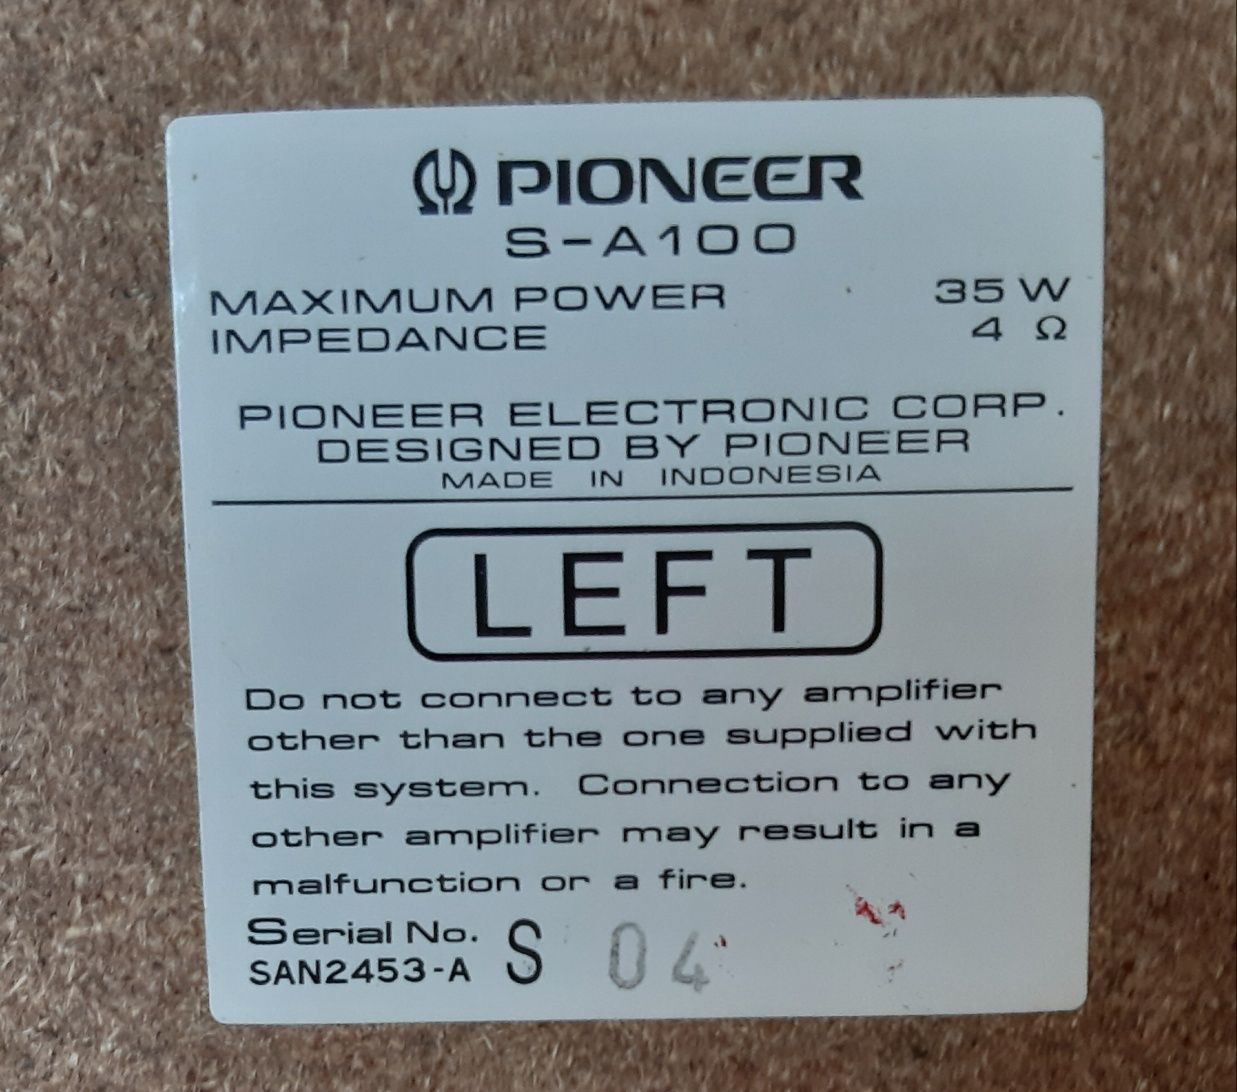 PIONEER
S-A100
MAXIMUM POWER 35 W
IMPEDANCE 4 Ω
PIONEER ELECTRONIC CORP.
DESIGNED BY PIONEER
MADE IN INDONESIA
LEFT
Do not connect to any amplifier
other than the one supplied with
this system. Connection to any
other amplifier may result in a
malfunction or a fire.
Serial No. S 04
SAN2453-A